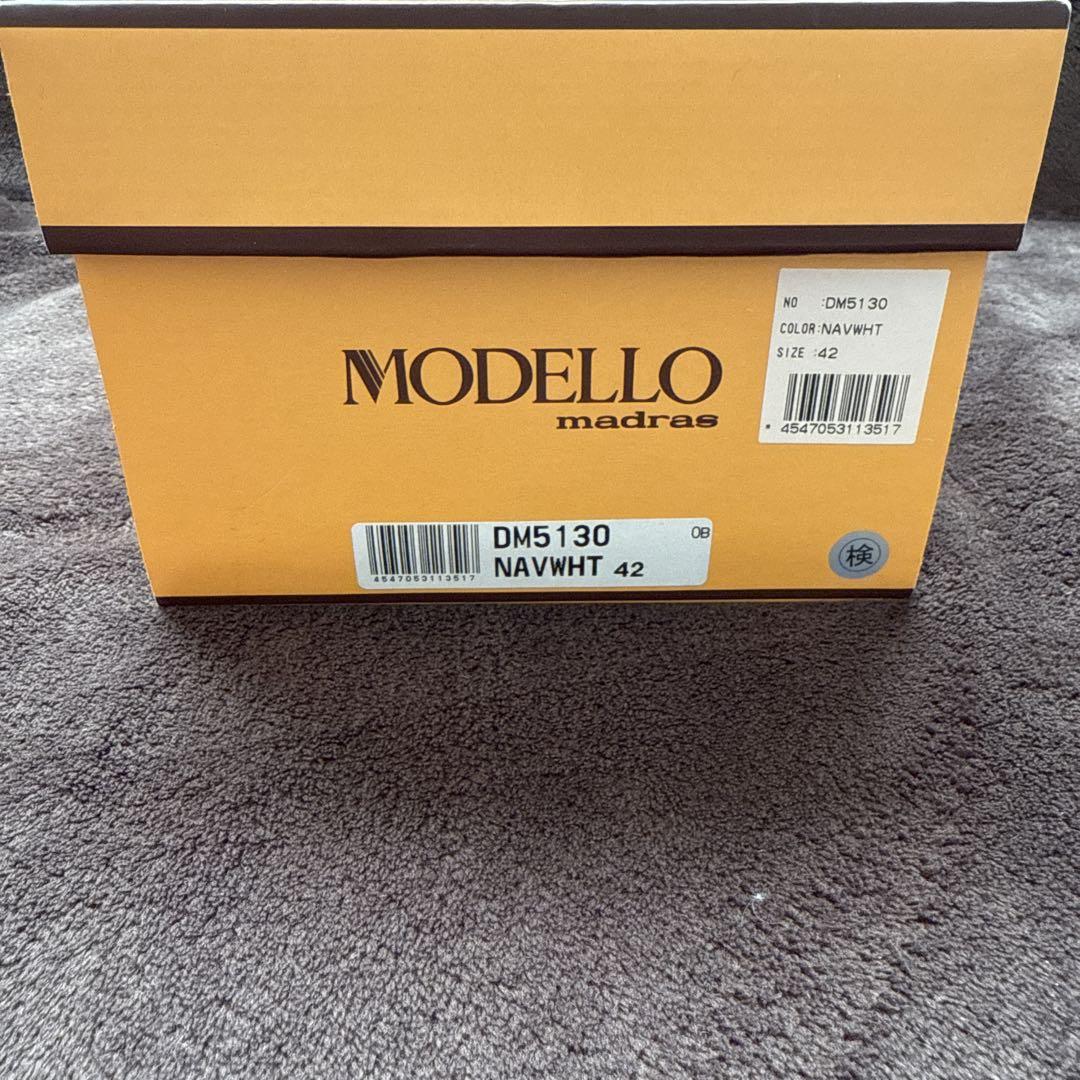 MODELLO
madras
NO :DM5130
COLOR:NAVWHT
SIZE :42
* 4547053113517
DM5130 OB
NAVWHT 42
4547053113517
検